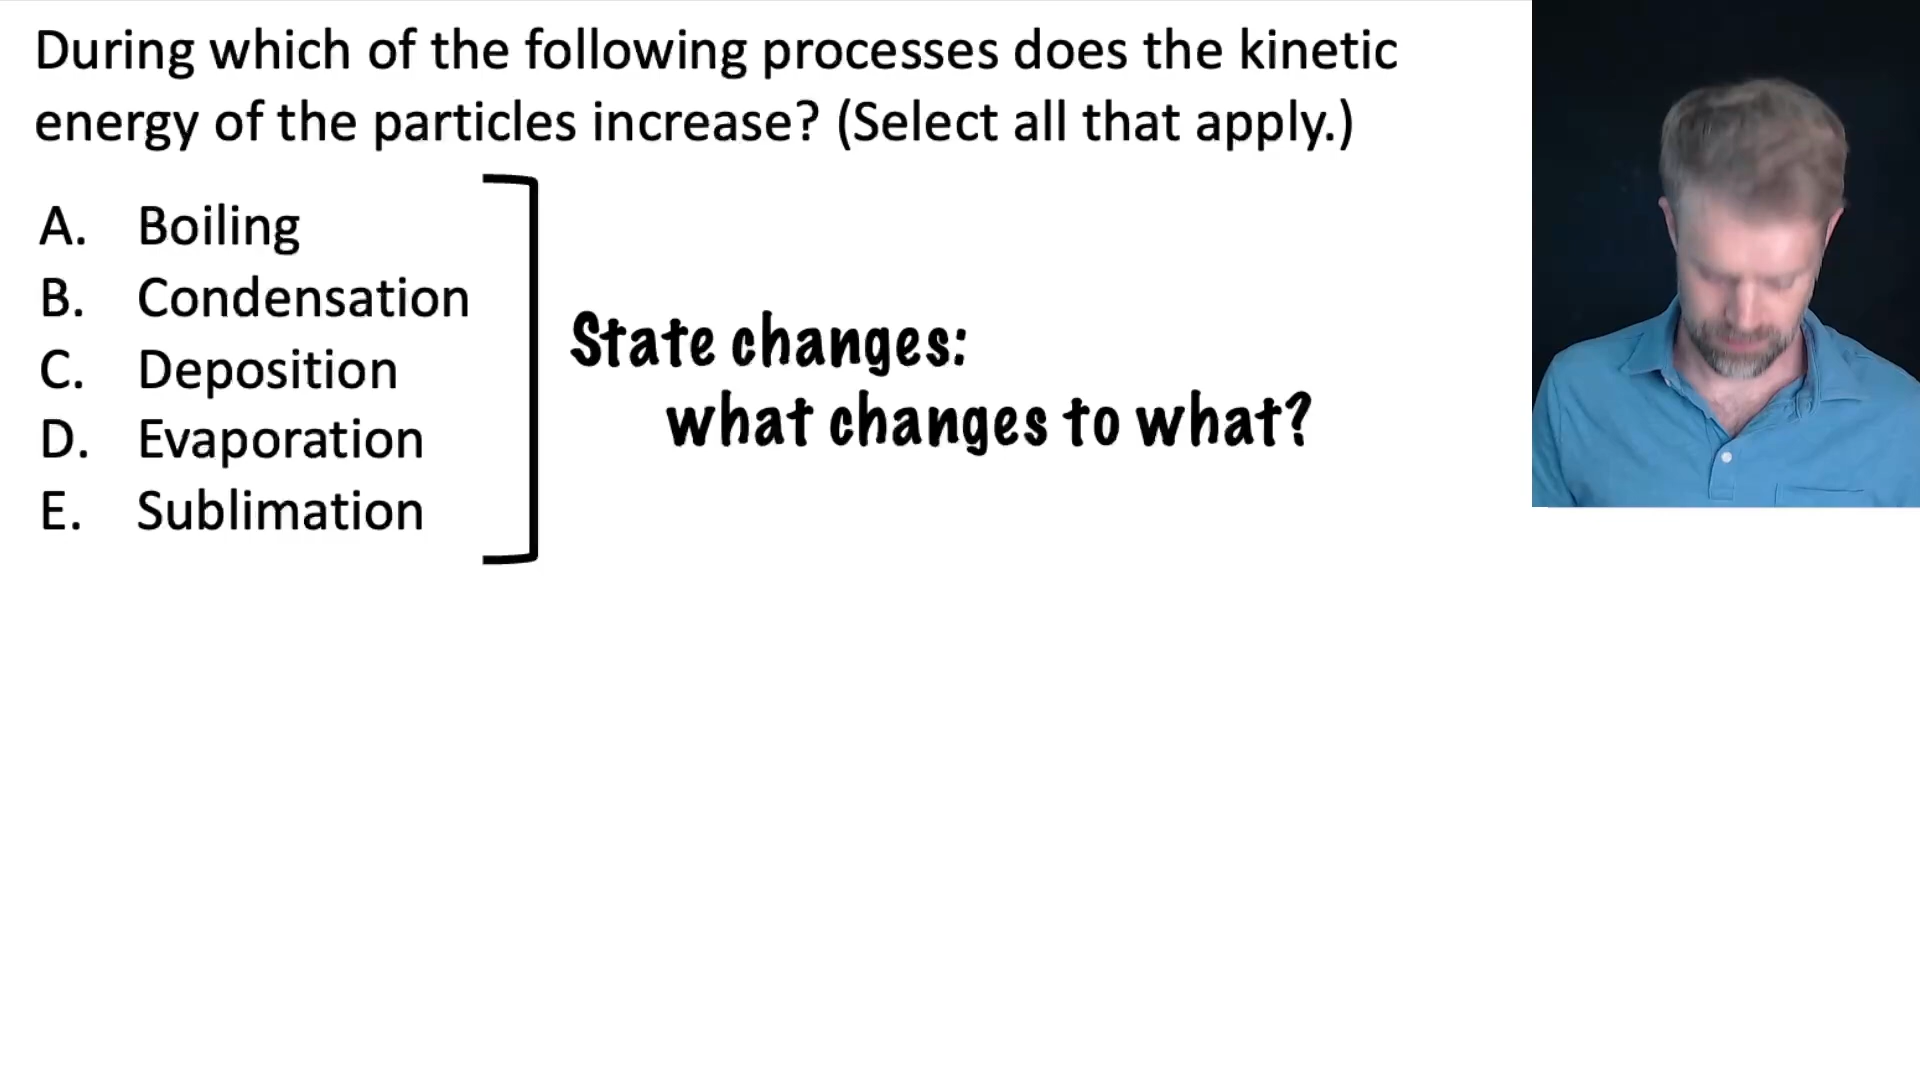 During which of the following processes does the kinetic
energy of the particles increase? (Select all that apply.)
A. Boiling
B. Condensation
C. Deposition
D. Evaporation
E. Sublimation
State changes:
what changes to what?